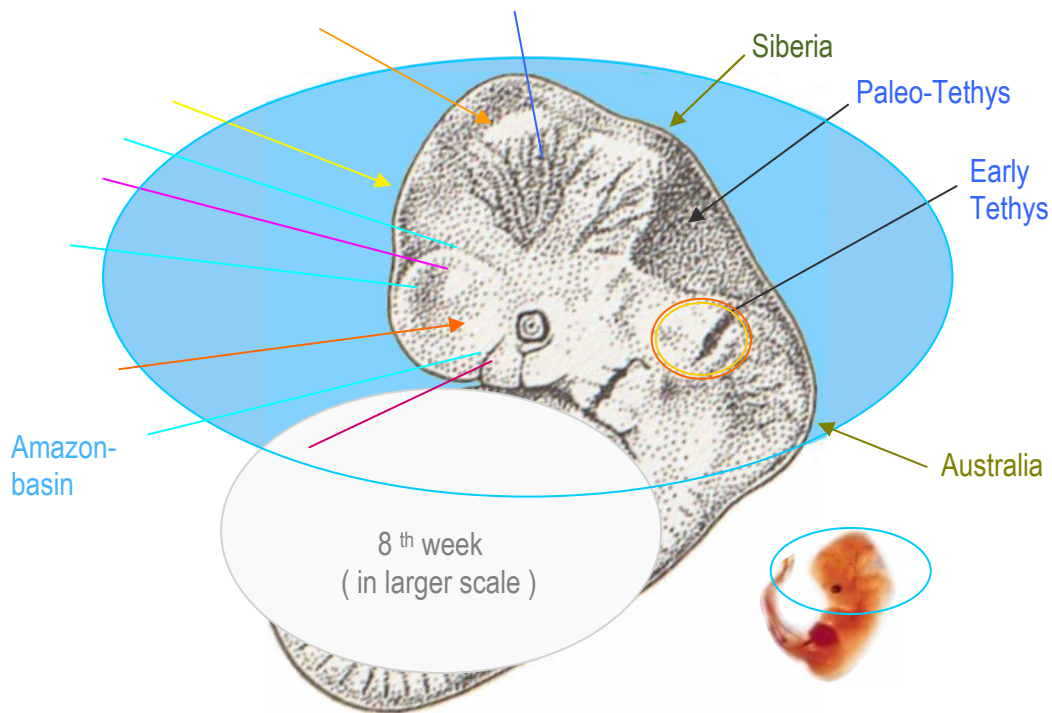 Siberia
Paleo-Tethys
Early
Tethys
Amazon-
basin
Australia
8 th week
( in larger scale )